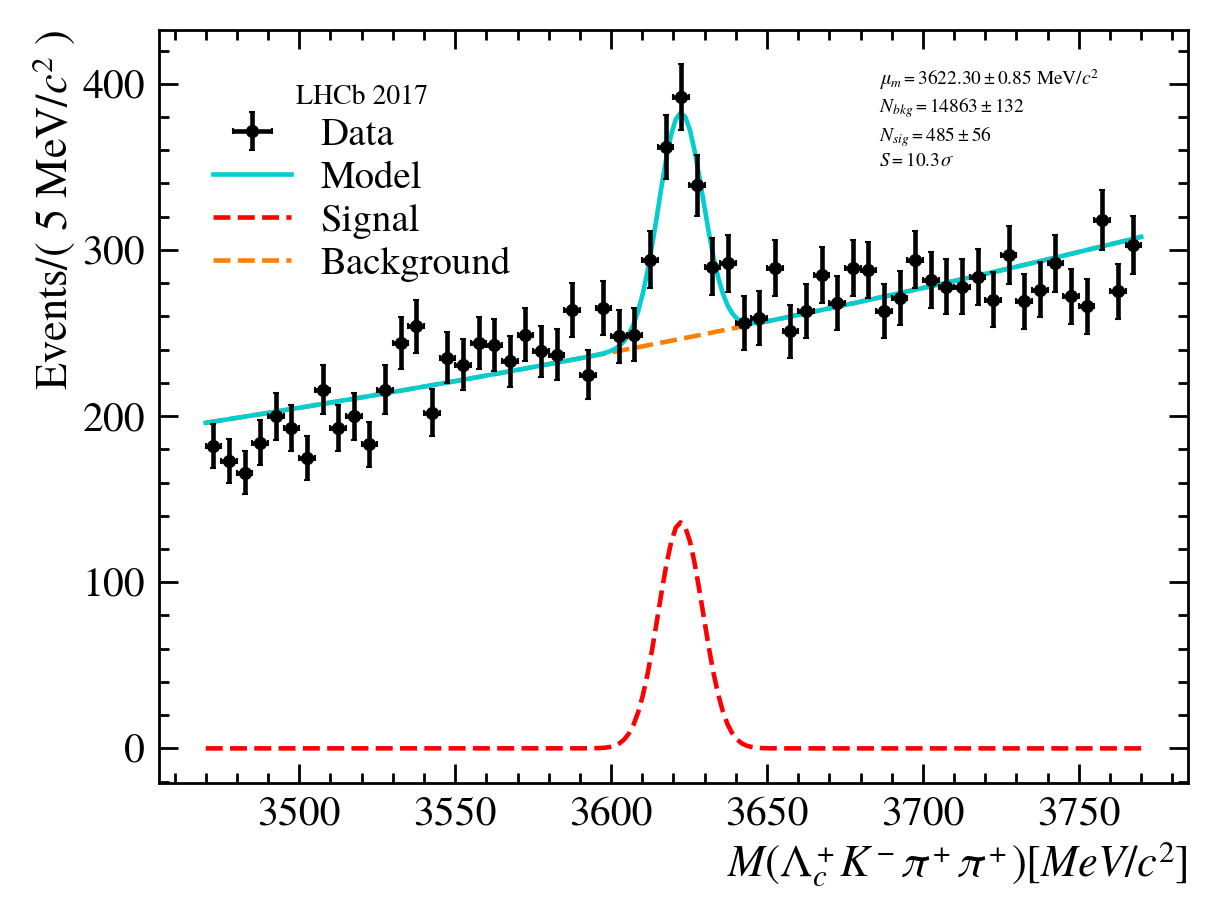 Events/( 5 MeV/c² )
400
300
200
100
0
LHCb 2017
Data
Model
Signal
Background
μₘ = 3622.30 ± 0.85 MeV/c²
N_bkg = 14863 ± 132
N_sig = 485 ± 56
S = 10.3σ
3500 3550 3600 3650 3700 3750
M(Λ_c⁺K⁻π⁺π⁺)[MeV/c²]